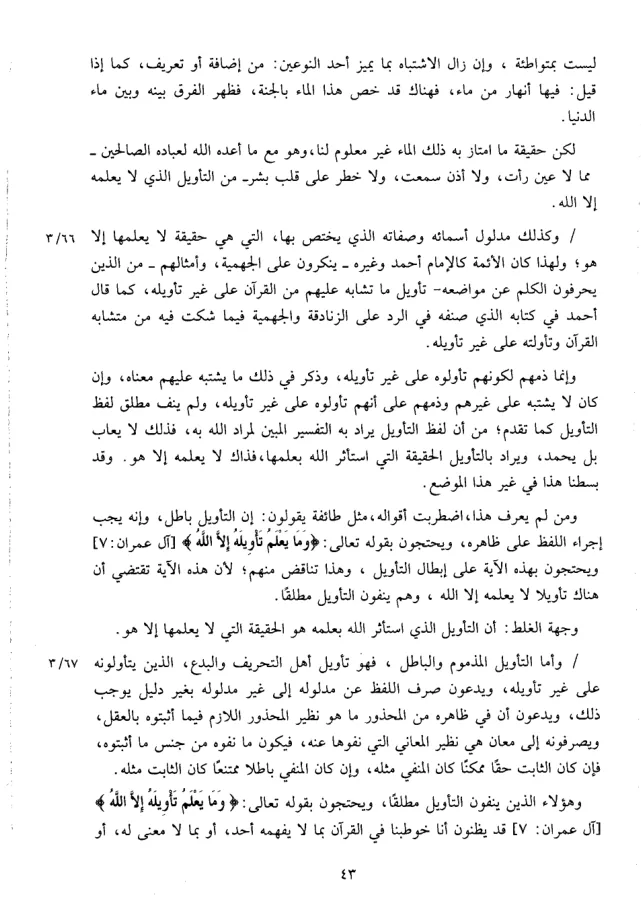 ليست بمتواطئة ، وإن زال الاشتباه بما يميز أحد النوعين: من إضافة أو تعريف، كما إذا
قيل: فيها أنهار من ماء، فهناك قد خص هذا الماء بالجنة، فظهر الفرق بينه وبين ماء
الدنيا.
لكن حقيقة ما امتاز به ذلك الماء غير معلوم لنا،وهو مع ما أعده الله لعباده الصالحين ـ
مما لا عين رأت، ولا أذن سمعت، ولا خطر على قلب بشرـ من التأويل الذي لا يعلمه
إلا الله.
/ وكذلك مدلول أسمائه وصفاته الذي يختص بها، التي هي حقيقة لا يعلمها إلا ٣/٦٦
هو؛ ولهذا كان الأئمة كالإمام أحمد وغيره ـ ينكرون على الجهمية، وأمثالهم ـ من الذين
يحرفون الكلم عن مواضعه- تأويل ما تشابه عليهم من القرآن على غير تأويله، كما قال
أحمد في كتابه الذي صنفه في الرد على الزنادقة والجهمية فيما شكت فيه من متشابه
القرآن وتأولته على غير تأويله.
وإنما ذمهم لكونهم تأولوه على غير تأويله، وذكر في ذلك ما يشتبه عليهم معناه، وإن
كان لا يشتبه على غيرهم وذمهم على أنهم تأولوه على غير تأويله، ولم ينف مطلق لفظ
التأويل كما تقدم؛ من أن لفظ التأويل يراد به التفسير المبين لمراد الله به، فذلك لا يعاب
بل يحمد، ويراد بالتأويل الحقيقة التي استأثر الله بعلمها،فذاك لا يعلمه إلا هو. وقد
بسطنا هذا في غير هذا الموضع.
ومن لم يعرف هذا،اضطربت أقواله،مثل طائفة يقولون: إن التأويل باطل، وإنه يجب
إجراء اللفظ على ظاهره، ويحتجون بقوله تعالى: ﴿وَمَا يَعْلَمُ تَأْوِيلَهُ إِلاَّ اللَّهُ ﴾ [آل عمران:٧]
ويحتجون بهذه الآية على إبطال التأويل ، وهذا تناقض منهم؛ لأن هذه الآية تقتضي أن
هناك تأويلا لا يعلمه إلا الله ، وهم ينفون التأويل مطلقًا.
وجهة الغلط: أن التأويل الذي استأثر الله بعلمه هو الحقيقة التي لا يعلمها إلا هو.
/ وأما التأويل المذموم والباطل ، فهو تأويل أهل التحريف والبدع، الذين يتأولونه ٣/٦٧
على غير تأويله، ويدعون صرف اللفظ عن مدلوله إلى غير مدلوله بغير دليل يوجب
ذلك، ويدعون أن في ظاهره من المحذور ما هو نظير المحذور اللازم فيما أثبتوه بالعقل،
ويصرفونه إلى معان هي نظير المعاني التي نفوها عنه، فيكون ما نفوه من جنس ما أثبتوه،
فإن كان الثابت حقًا ممكنًا كان المنفي مثله، وإن كان المنفي باطلا ممتنعًا كان الثابت مثله.
وهؤلاء الذين ينفون التأويل مطلقًا، ويحتجون بقوله تعالى:﴿ وَمَا يَعْلَمُ تَأْوِيلَهُ إِلاَّ اللَّهُ ﴾
[آل عمران: ٧] قد يظنون أنا خوطبنا في القرآن بما لا يفهمه أحد، أو بما لا معنى له، أو
٤٣